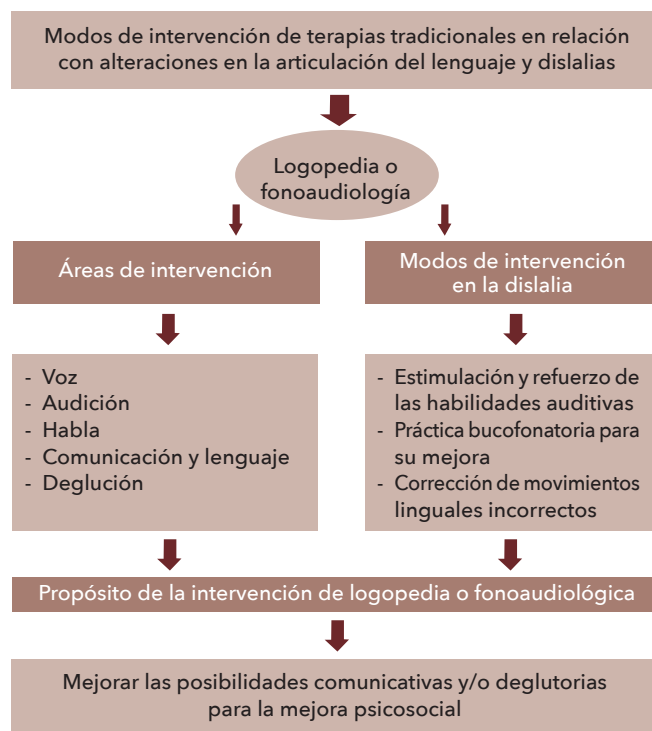 Modos de intervención de terapias tradicionales en relación
con alteraciones en la articulación del lenguaje y dislalias
Logopedia o
fonoaudiología
Áreas de intervención
Modos de intervención
en la dislalia
- Voz
- Audición
- Habla
- Comunicación y lenguaje
- Deglución
- Estimulación y refuerzo de
las habilidades auditivas
- Práctica bucofonatoria para
su mejora
- Corrección de movimientos
linguales incorrectos
Propósito de la intervención de logopedia o fonoaudiológica
Mejorar las posibilidades comunicativas y/o deglutorias
para la mejora psicosocial